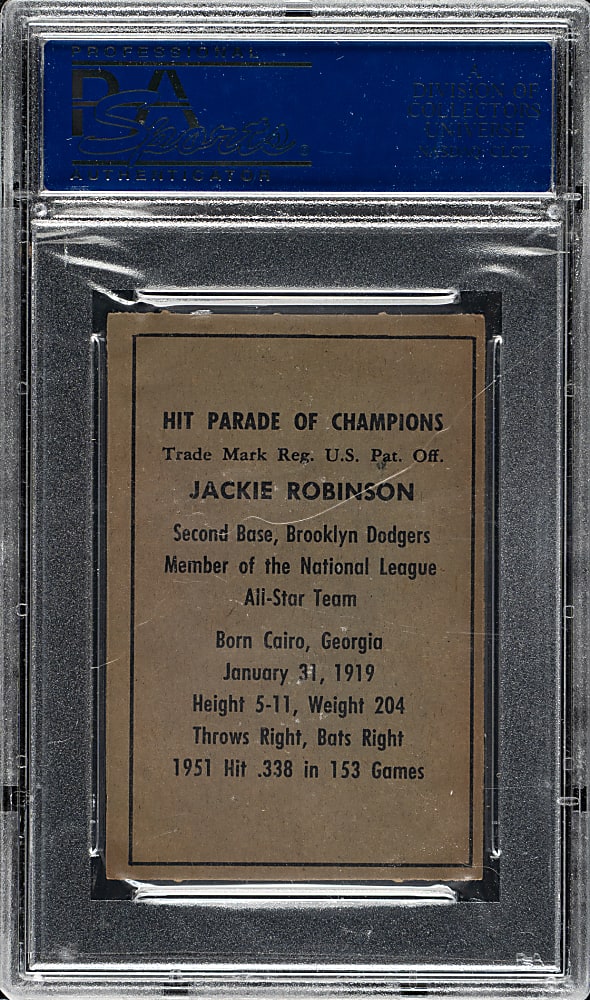 PROFESSIONAL
PSA
Sports
AUTHENTICATOR
A
DIVISION OF
COLLECTORS
UNIVERSE
HIT PARADE OF CHAMPIONS
Trade Mark Reg. U.S. Pat. Off.
JACKIE ROBINSON
Second Base, Brooklyn Dodgers
Member of the National League
All-Star Team
Born Cairo, Georgia
January 31, 1919
Height 5-11, Weight 204
Throws Right, Bats Right
1951 Hit .338 in 153 Games
PSA